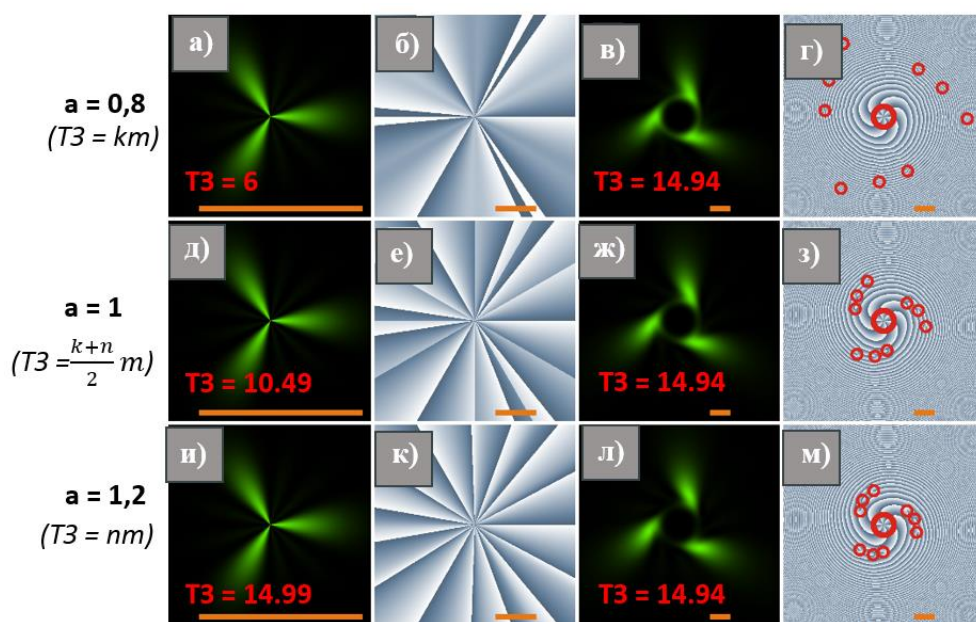 а)
б)
в)
г)
a = 0,8
(ТЗ = km)
ТЗ = 6
ТЗ = 14.94
д)
е)
ж)
з)
a = 1
(ТЗ = \frac{k+n}{2} m)
ТЗ = 10.49
ТЗ = 14.94
и)
к)
л)
м)
a = 1,2
(ТЗ = nm)
ТЗ = 14.99
ТЗ = 14.94